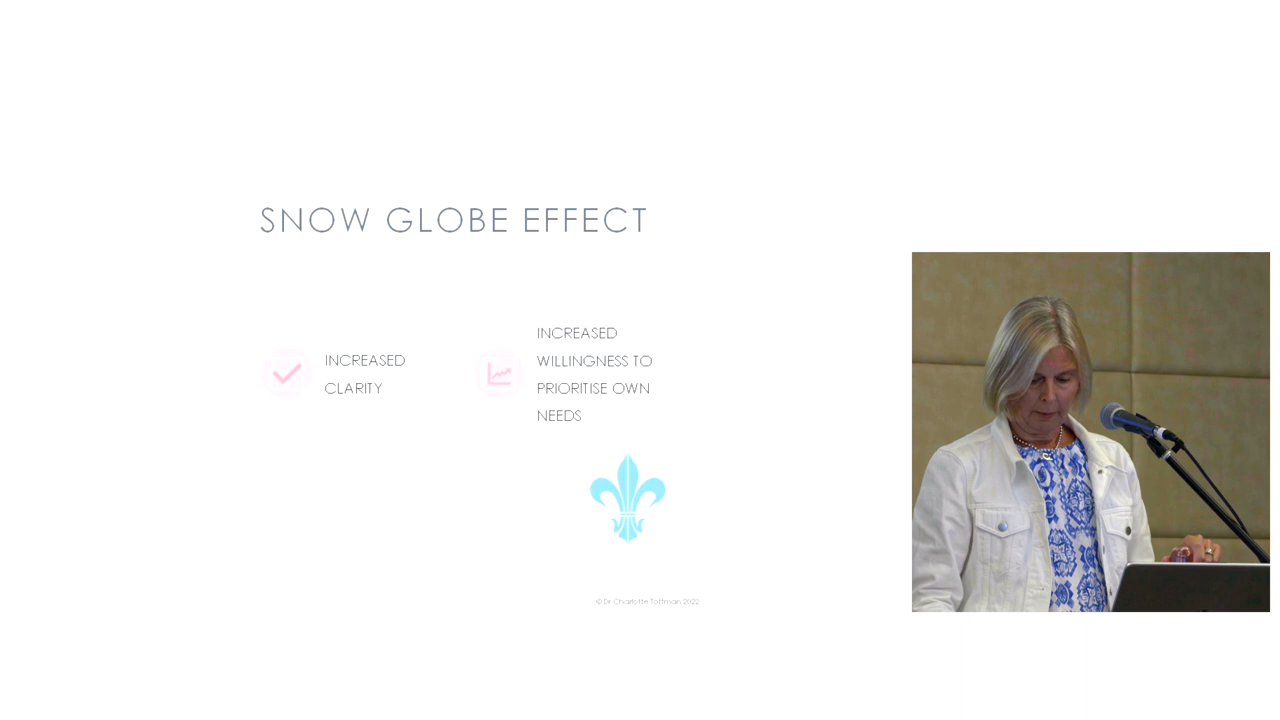 SNOW GLOBE EFFECT
INCREASED
CLARITY
INCREASED
WILLINGNESS TO
PRIORITISE OWN
NEEDS
© Dr Charlotte Tottman 2022